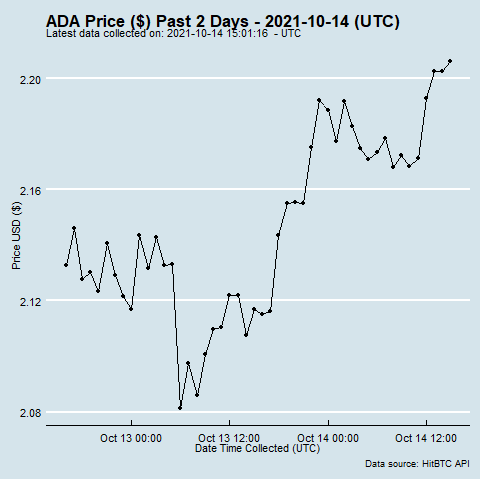 ADA Price ($) Past 2 Days - 2021-10-14 (UTC)
Latest data collected on: 2021-10-14 15:01:16  - UTC
2.20
2.16
2.12
2.08
Price USD ($)
Oct 13 00:00 Oct 13 12:00 Oct 14 00:00 Oct 14 12:00
Date Time Collected (UTC)
Data source: HitBTC API